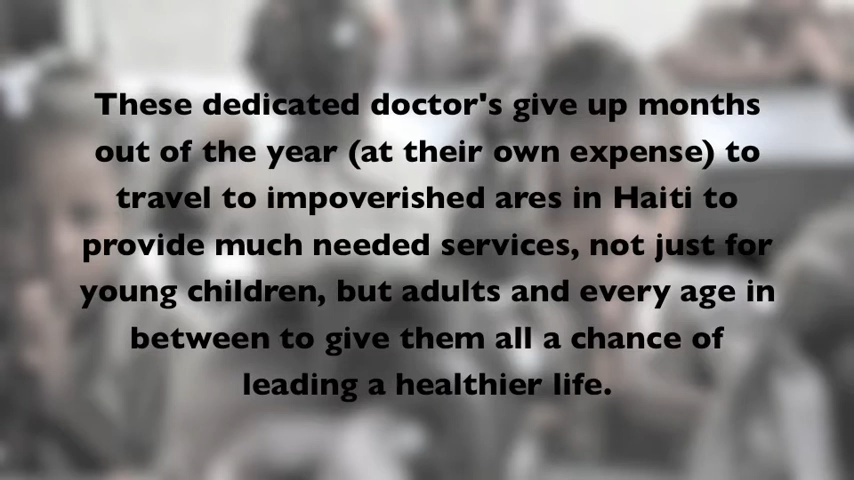 These dedicated doctor's give up months
out of the year (at their own expense) to
travel to impoverished ares in Haiti to
provide much needed services, not just for
young children, but adults and every age in
between to give them all a chance of
leading a healthier life.